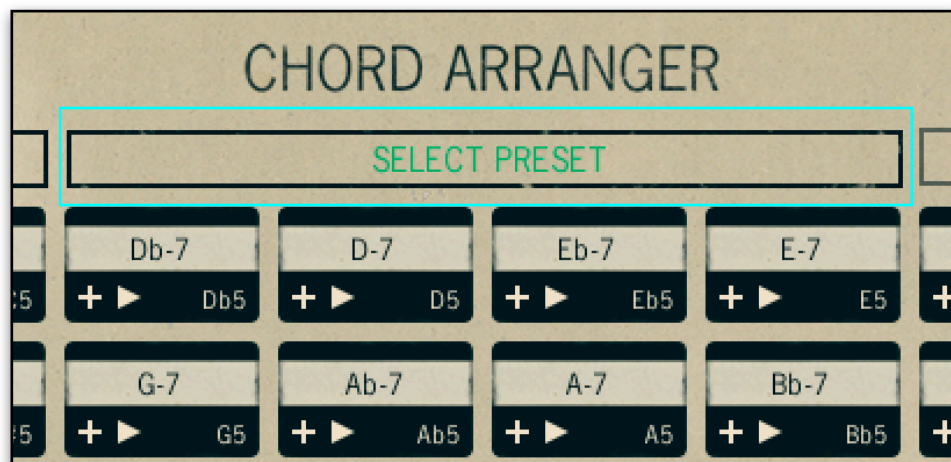 CHORD ARRANGER
SELECT PRESET
Db-7 D-7 Eb-7 E-7
+ Db5 + D5 + Eb5 + E5
G-7 Ab-7 A-7 Bb-7
+ G5 + Ab5 + A5 + Bb5